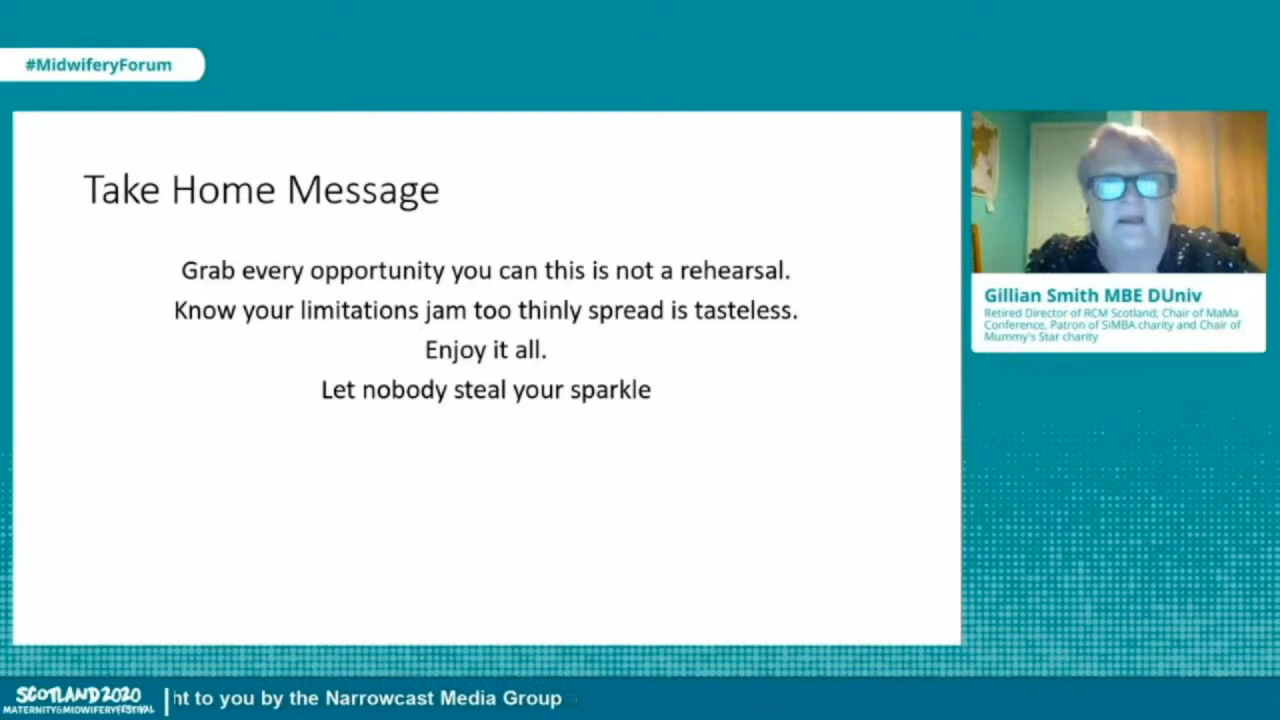 #MidwiferyForum
Take Home Message
Grab every opportunity you can this is not a rehearsal.
Know your limitations jam too thinly spread is tasteless.
Enjoy it all.
Let nobody steal your sparkle
Gillian Smith MBE DUniv
Retired Director of RCM Scotland; Chair of MaMa
Conference, Patron of SiMBA charity and Chair of
Mummy's Star charity
SCOTLAND 2020
MATERNITY&MIDWIFERYFESTIVAL
ht to you by the Narrowcast Media Group